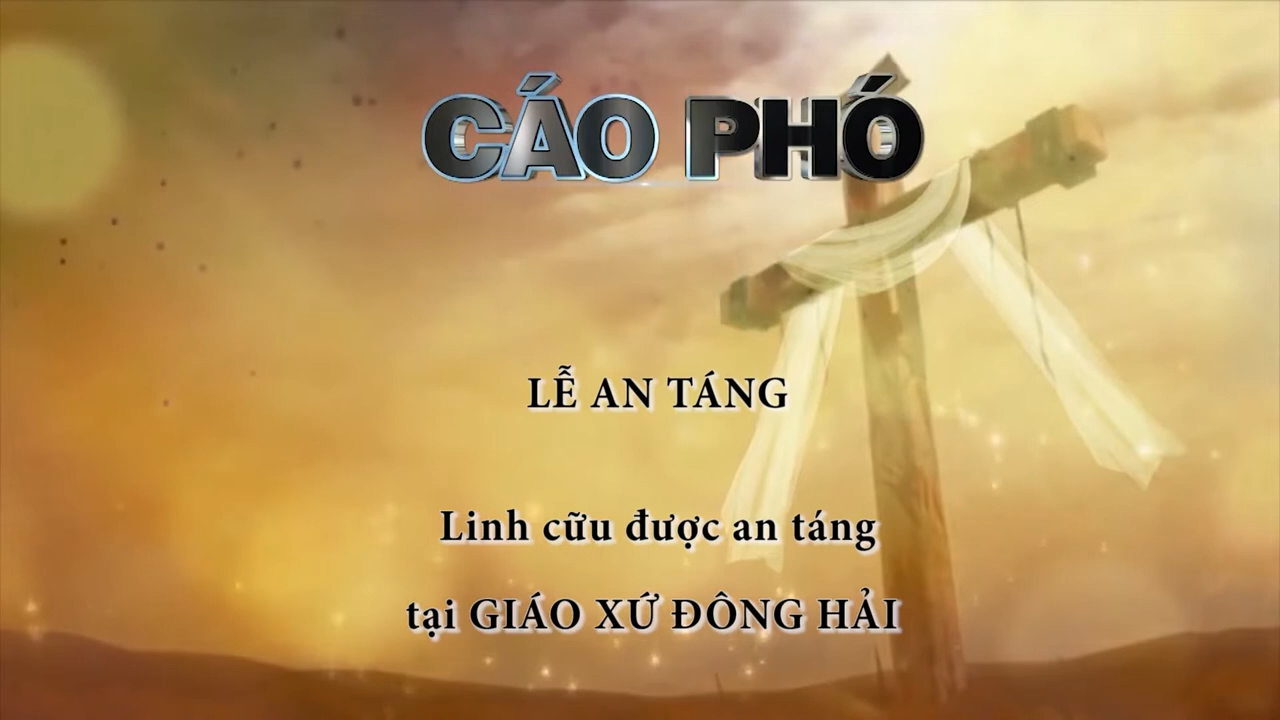 CÁO PHÓ
LỄ AN TÁNG
Linh cữu được an táng
tại GIÁO XỨ ĐÔNG HẢI